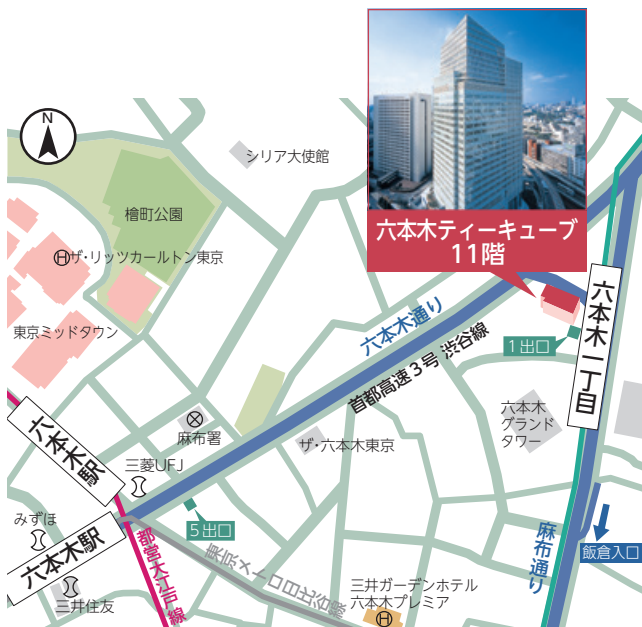 N
シリア大使館
檜町公園
六本木ティーキューブ
11階
ザ・リッツカールトン東京
H
東京ミッドタウン
六本木通り
首都高速3号 渋谷線
六本木一丁目
1出口
六本木
グランド
タワー
麻布署
ザ・六本木東京
六本木駅
三菱UFJ
みずほ
5出口
六本木駅
都営大江戸線
東京メトロ日比谷線
麻布通り
飯倉入口
三井住友
三井ガーデンホテル
六本木プレミア
H